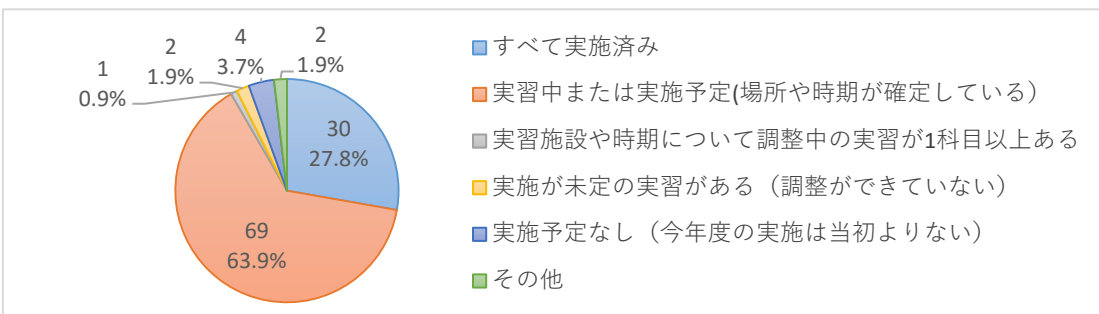 2
4
2
1
1.9%
3.7%
1.9%
0.9%
30
27.8%
69
63.9%
すべて実施済み
実習中または実施予定(場所や時期が確定している）
実習施設や時期について調整中の実習が1科目以上ある
実施が未定の実習がある（調整ができていない）
実施予定なし（今年度の実施は当初よりない）
その他